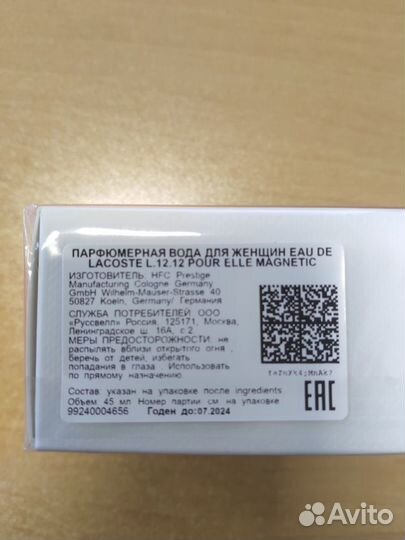 ПАРФЮМЕРНАЯ ВОДА ДЛЯ ЖЕНЩИН EAU DE
LACOSTE L.12.12 POUR ELLE MAGNETIC
ИЗГОТОВИТЕЛЬ: HFC Prestige
Manufacturing Cologne Germany
GmbH Wilhelm-Mauser-Strasse 40
50827 Koeln, Germany/ Германия
СЛУЖБА ПОТРЕБИТЕЛЕЙ ООО
«Руссвелл» Россия, 125171, Москва,
Ленинградское ш. 16А, с 2.
МЕРЫ ПРЕДОСТОРОЖНОСТИ: не
распылять вблизи открытого огня ,
беречь от детей, избегать
попадания в глаза . Использовать
по прямому назначению.
Состав: указан на упаковке после ingredients
Объем 45 мл Номер партии см на упаковке
99240004656 Годен до:07.2024
EAC
Avito